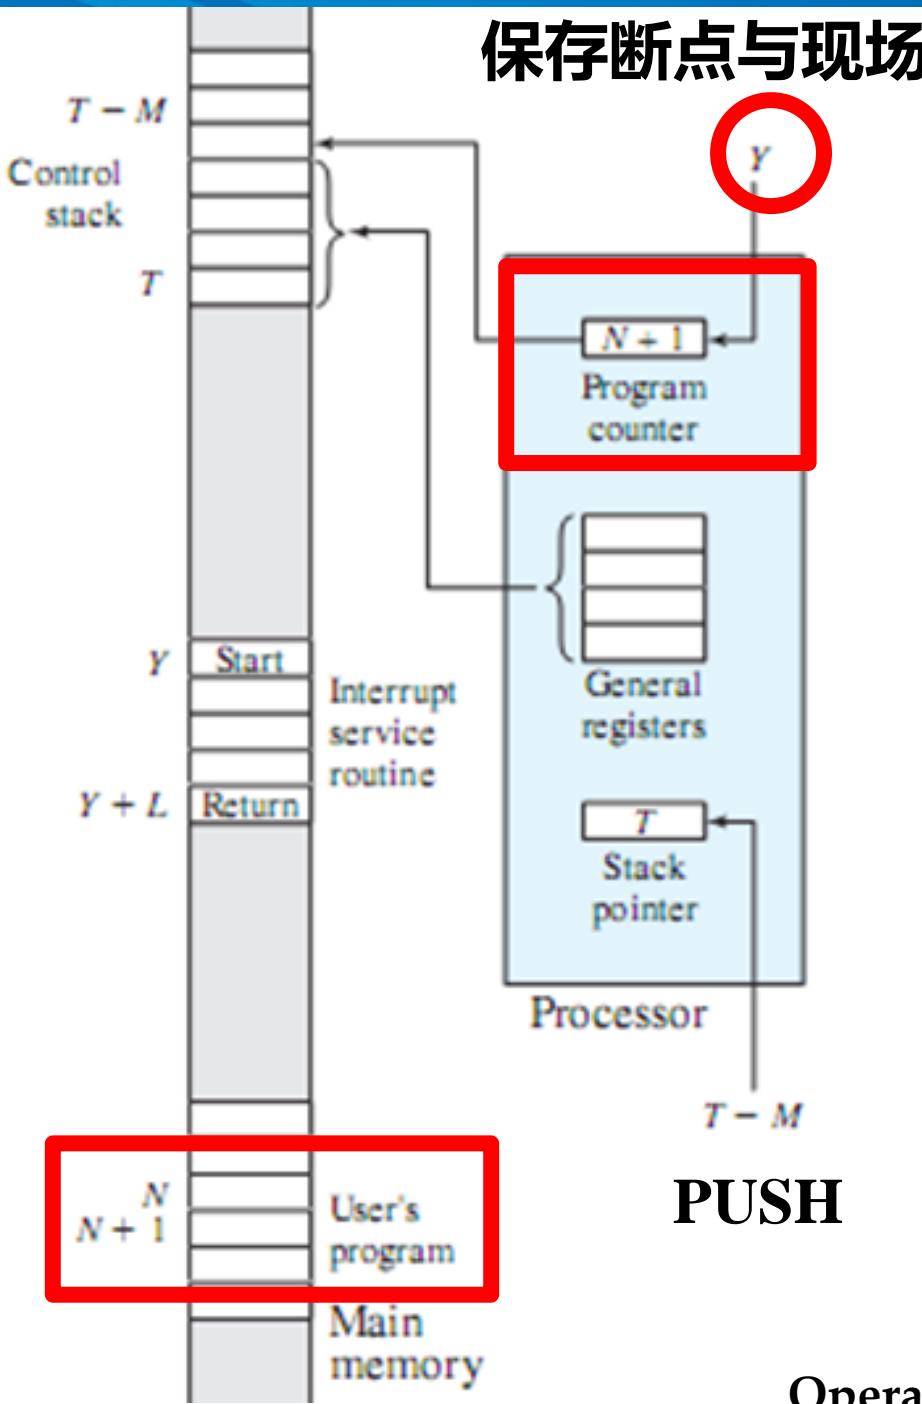 保存断点与现场
T − M
Control
stack
T
Y
N + 1
Program
counter
General
registers
Y
Start
Interrupt
service
routine
Y + L
Return
T
Stack
pointer
Processor
T − M
PUSH
N
N + 1
User's
program
Main
memory
Opera